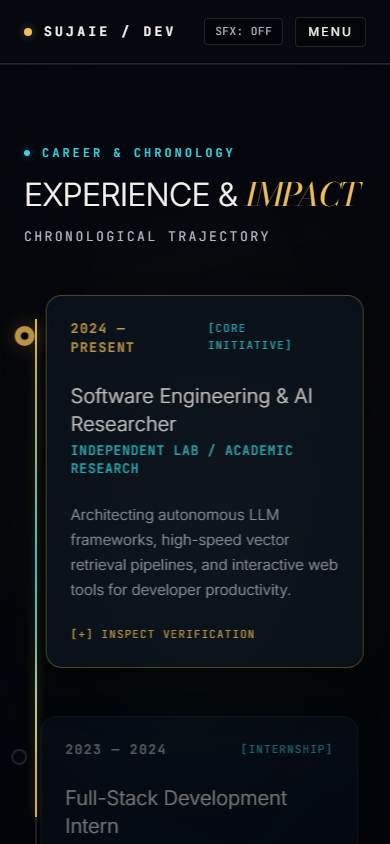 SUJAIE / DEV
SFX: OFF
MENU
CAREER & CHRONOLOGY
EXPERIENCE & IMPACT
CHRONOLOGICAL TRAJECTORY
2024 —
PRESENT
[CORE
INITIATIVE]
Software Engineering & AI
Researcher
INDEPENDENT LAB / ACADEMIC
RESEARCH
Architecting autonomous LLM
frameworks, high-speed vector
retrieval pipelines, and interactive web
tools for developer productivity.
[+] INSPECT VERIFICATION
2023 — 2024
[INTERNSHIP]
Full-Stack Development
Intern